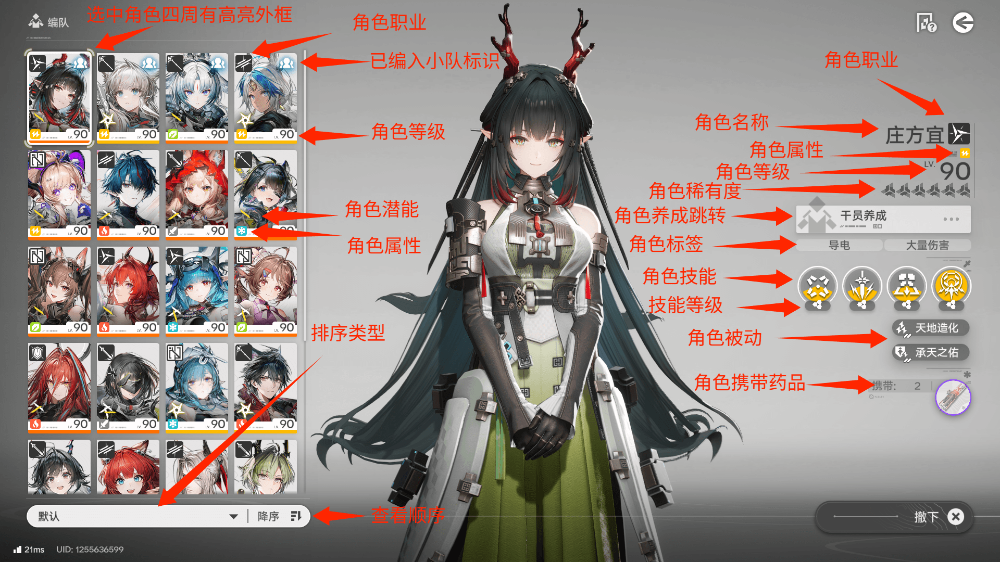 编队
选中角色四周有高亮外框
角色职业
已编入小队标识
角色等级
LV. 90
LV. 90
LV. 90
LV. 90
角色潜能
角色属性
LV. 90
LV. 90
LV. 90
90
LV. 90
LV. 90
LV. 90
LV. 90
排序类型
LV. 90
LV. 90
LV. 90
LV. 90
默认
降序
查看顺序
21ms
UID: 1255636599
角色职业
角色名称
庄方宜
角色属性
角色等级
LV. 90
角色稀有度
角色养成跳转
干员养成
角色标签
导电
大量伤害
角色技能
技能等级
角色被动
天地造化
承天之佑
角色携带药品
携带: 2
撤下